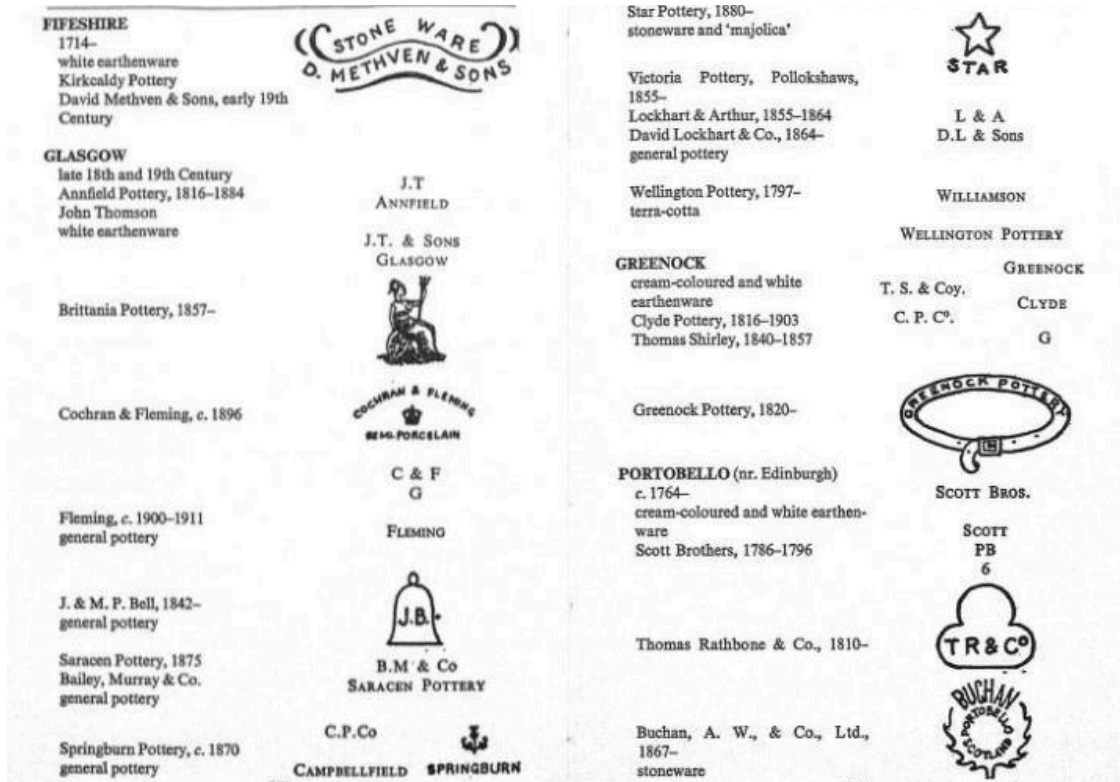 FIFESHIRE
1714–
white earthenware
Kirkcaldy Pottery
David Methven & Sons, early 19th
Century
STONE WARE
D. METHVEN & SONS
GLASGOW
late 18th and 19th Century
Annfield Pottery, 1816–1884
John Thomson
white earthenware
J.T
ANNFIELD
J.T. & SONS
GLASGOW
Brittania Pottery, 1857–
Cochran & Fleming, c. 1896
COCHRAN & FLEMING
SEMI-PORCELAIN
C & F
G
Fleming, c. 1900–1911
general pottery
FLEMING
J. & M. P. Bell, 1842–
general pottery
J.B.
Saracen Pottery, 1875
Bailey, Murray & Co.
general pottery
B.M & Co
SARACEN POTTERY
Springburn Pottery, c. 1870
general pottery
C.P.Co
CAMPBELLFIELD
SPRINGBURN
Star Pottery, 1880–
stoneware and ‘majolica’
STAR
Victoria Pottery, Pollokshaws,
1855–
Lockhart & Arthur, 1855–1864
David Lockhart & Co., 1864–
general pottery
L & A
D.L & Sons
Wellington Pottery, 1797–
terra-cotta
WILLIAMSON
WELLINGTON POTTERY
GREENOCK
cream-coloured and white
earthenware
Clyde Pottery, 1816–1903
Thomas Shirley, 1840–1857
GREENOCK
T. S. & Coy.
CLYDE
C. P. Co.
G
Greenock Pottery, 1820–
GREENOCK POTTERY
PORTOBELLO (nr. Edinburgh)
c. 1764–
cream-coloured and white earthen-
ware
Scott Brothers, 1786–1796
SCOTT BROS.
SCOTT
PB
6
Thomas Rathbone & Co., 1810–
TR & Co
Buchan, A. W., & Co., Ltd.,
1867–
stoneware
BUCHAN
PORTOBELLO
SCOTLAND